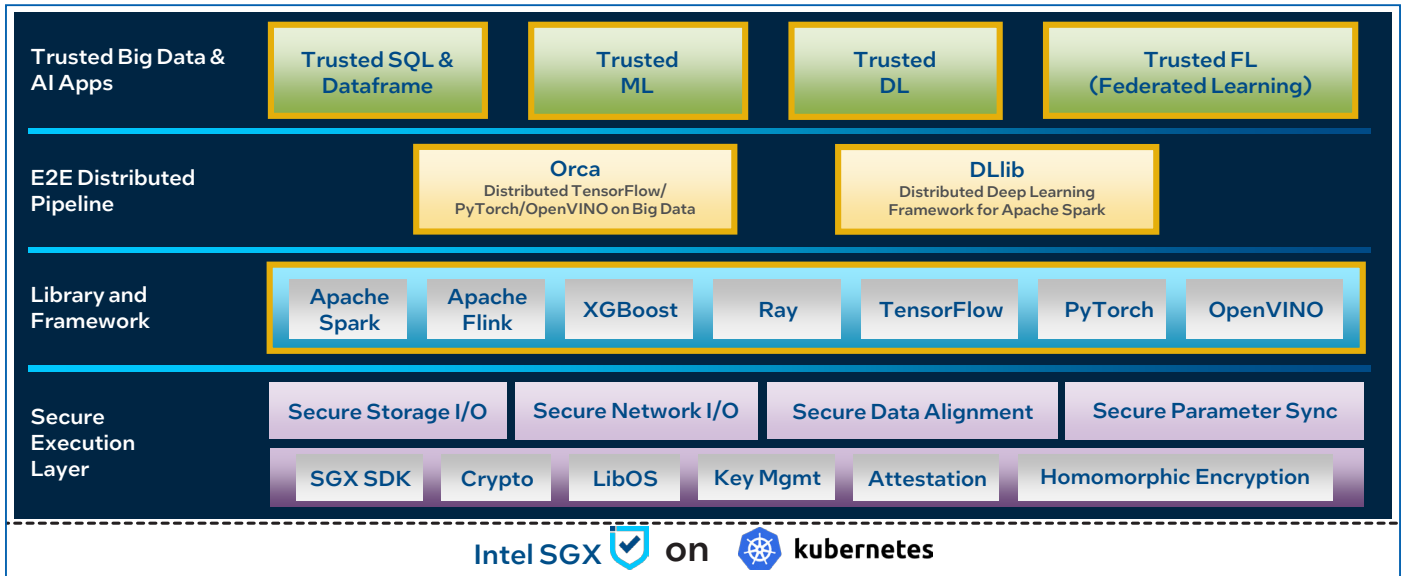 Trusted Big Data &
AI Apps
Trusted SQL &
Dataframe
Trusted
ML
Trusted
DL
Trusted FL
(Federated Learning)
E2E Distributed
Pipeline
Orca
Distributed TensorFlow/
PyTorch/OpenVINO on Big Data
DLlib
Distributed Deep Learning
Framework for Apache Spark
Library and
Framework
Apache
Spark
Apache
Flink
XGBoost
Ray
TensorFlow
PyTorch
OpenVINO
Secure
Execution
Layer
Secure Storage I/O
Secure Network I/O
Secure Data Alignment
Secure Parameter Sync
SGX SDK
Crypto
LibOS
Key Mgmt
Attestation
Homomorphic Encryption
Intel SGX on kubernetes